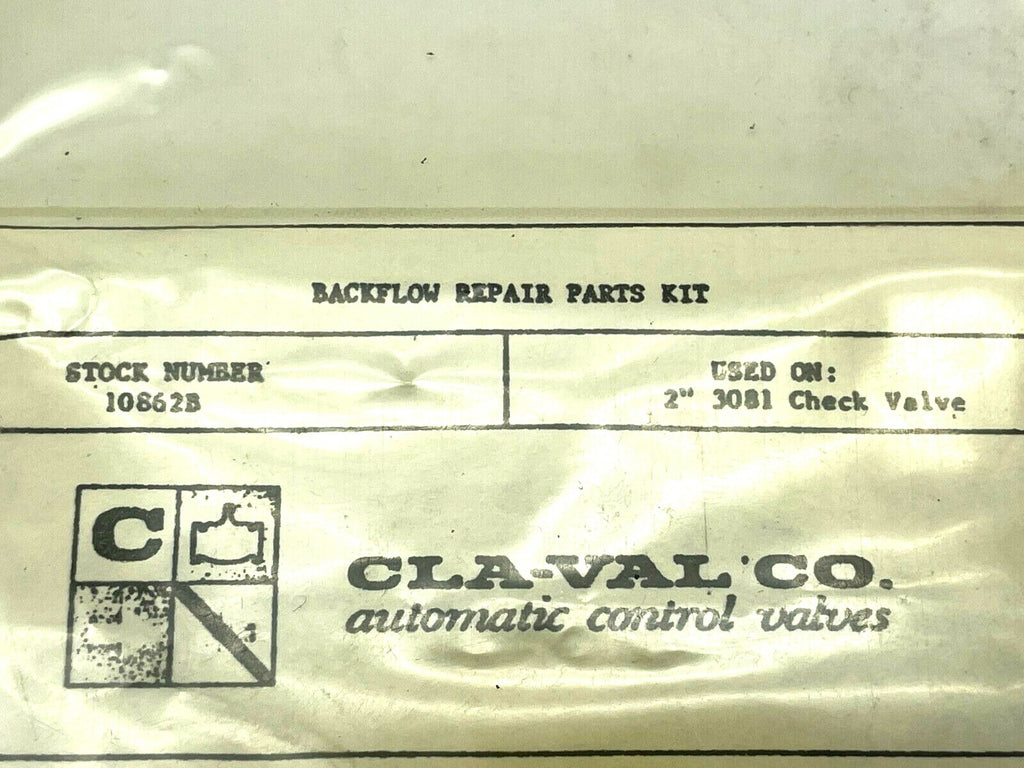 BACKFLOW REPAIR PARTS KIT
STOCK NUMBER
10862B
USED ON:
2" 3081 Check Valve
C
CLA-VAL CO.
automatic control valves